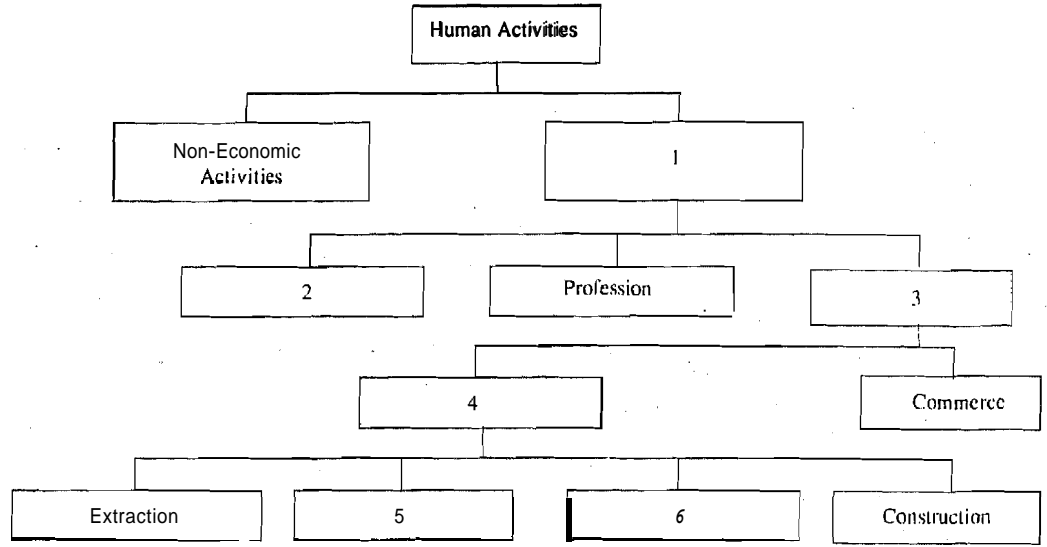 Human Activities
Non-Economic
Activities
1
2
Profession
3
4
Commerce
Extraction
5
6
Construction